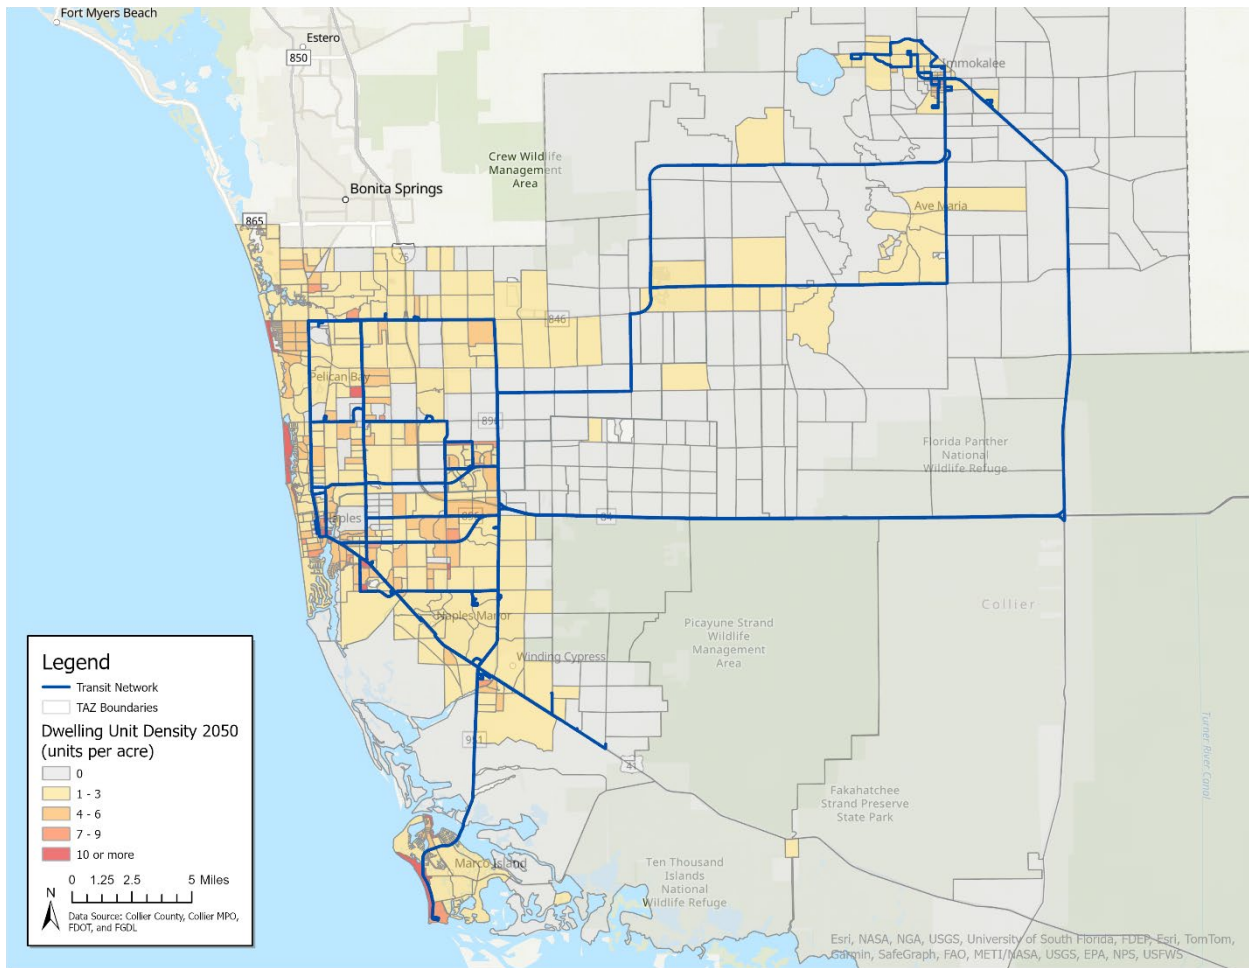 Fort Myers Beach
Estero
850
Immokalee
Crew Wildlife
Management
Area
Bonita Springs
865
Ave Maria
75
846
Pelican Bay
896
Florida Panther
National
Wildlife Refuge
Naples
84
Collier
Naples Manor
Picayune Strand
Wildlife
Management
Area
Winding Cypress
951
41
Turner River Canal
Fakahatchee
Strand Preserve
State Park
Marco Island
Ten Thousand
Islands
National
Wildlife Refuge
Legend
Transit Network
TAZ Boundaries
Dwelling Unit Density 2050
(units per acre)
0
1 - 3
4 - 6
7 - 9
10 or more
0 1.25 2.5 5 Miles
N
Data Source: Collier County, Collier MPO,
FDOT, and FGDL
Esri, NASA, NGA, USGS, University of South Florida, FDEP, Esri, TomTom,
Garmin, SafeGraph, FAO, METI/NASA, USGS, EPA, NPS, USFWS